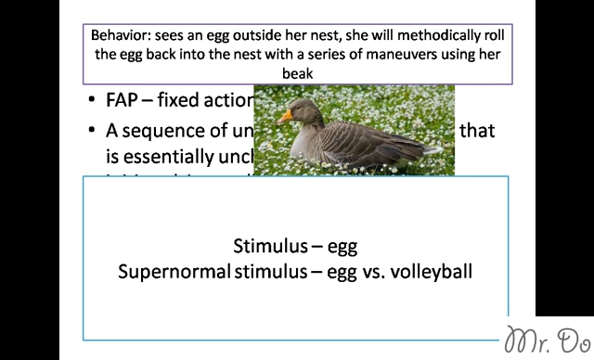 Behavior: sees an egg outside her nest, she will methodically roll
the egg back into the nest with a series of maneuvers using her
beak
• FAP – fixed action
• A sequence of that
is essentially
Stimulus – egg
Supernormal stimulus – egg vs. volleyball
Mr. Do